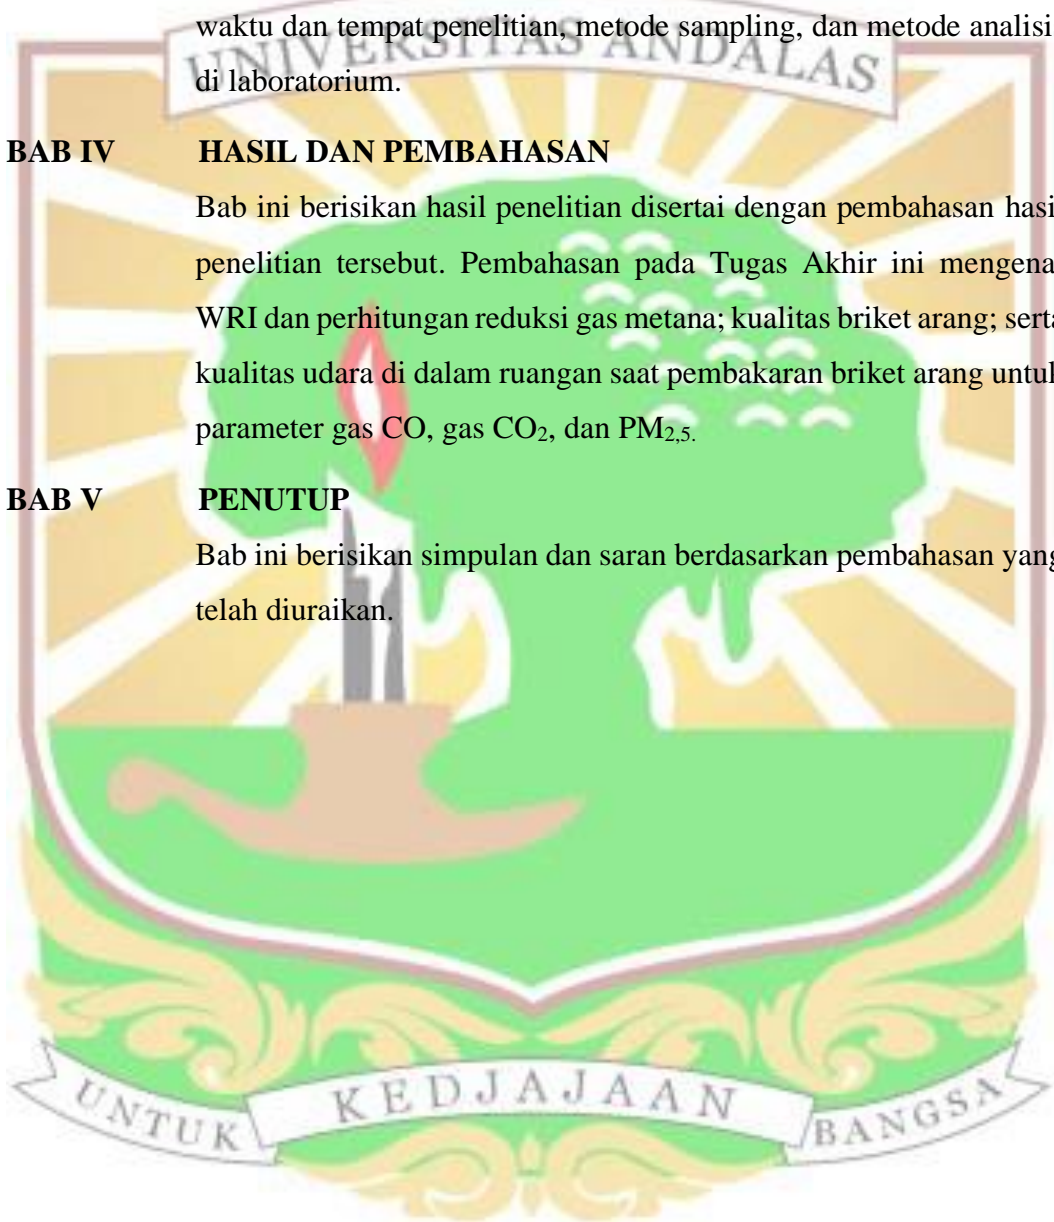 waktu dan tempat penelitian, metode sampling, dan metode analisi
UNIVERSITAS ANDALAS
di laboratorium.
BAB IV HASIL DAN PEMBAHASAN
Bab ini berisikan hasil penelitian disertai dengan pembahasan hasi
penelitian tersebut. Pembahasan pada Tugas Akhir ini mengena
WRI dan perhitungan reduksi gas metana; kualitas briket arang; serta
kualitas udara di dalam ruangan saat pembakaran briket arang untuk
parameter gas CO, gas CO2, dan PM2,5.
BAB V PENUTUP
Bab ini berisikan simpulan dan saran berdasarkan pembahasan yang
telah diuraikan.
UNTUK KEDJAJAAN BANGSA